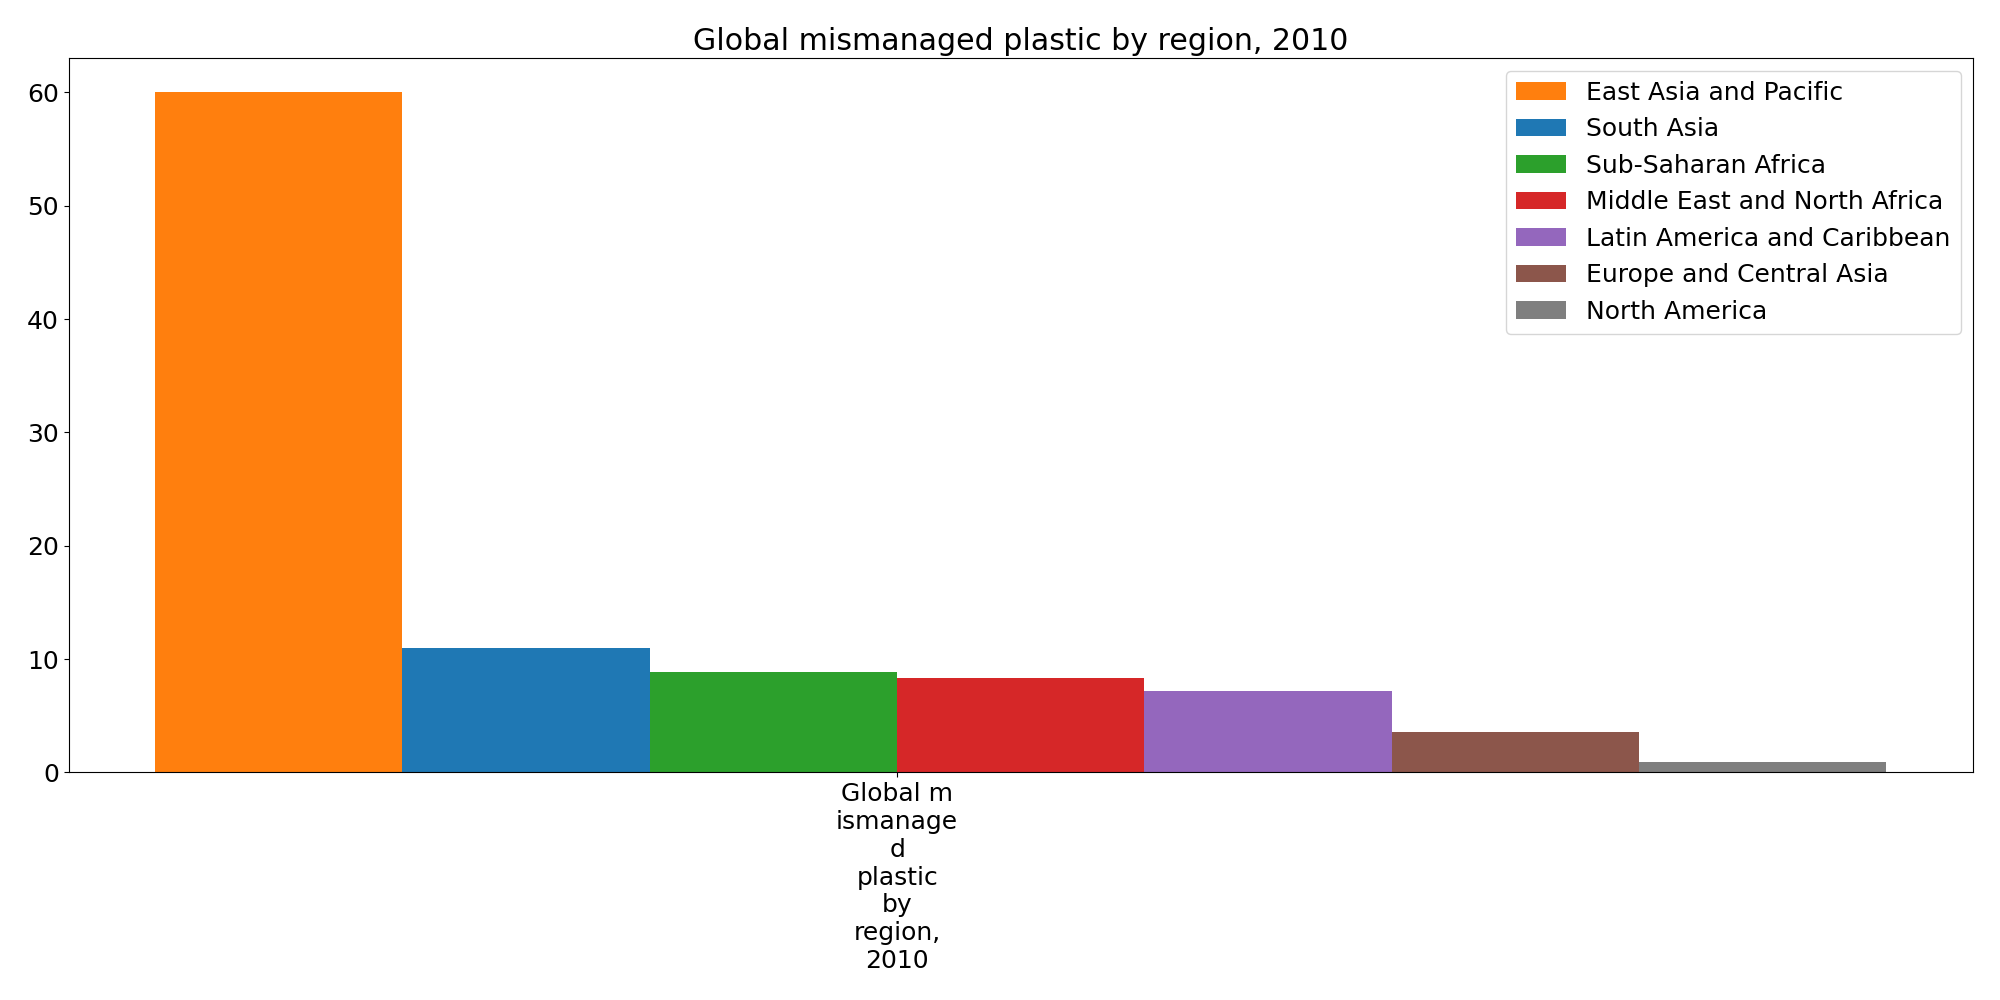 Global mismanaged plastic by region, 2010
60
50
40
30
20
10
0
East Asia and Pacific
South Asia
Sub-Saharan Africa
Middle East and North Africa
Latin America and Caribbean
Europe and Central Asia
North America
Global m
ismanage
d
plastic
by
region,
2010